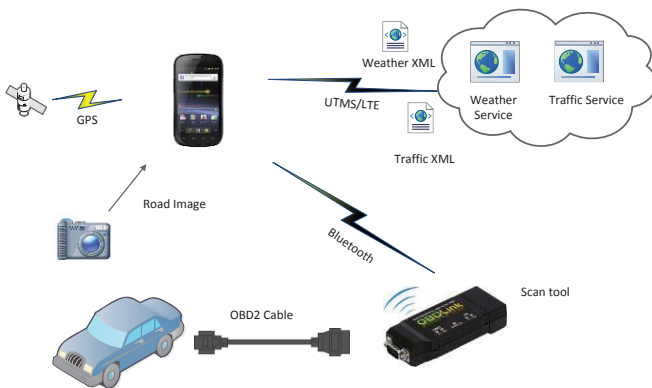 Weather XML
UTMS/LTE
Weather
Service
Traffic Service
GPS
Traffic XML
Road Image
Bluetooth
OBD2 Cable
OBDLink
Scan tool